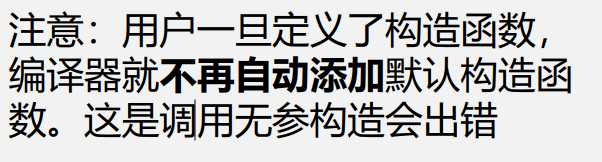 注意：用户一旦定义了构造函数，
编译器就不再自动添加默认构造函
数。这是调用无参构造会出错